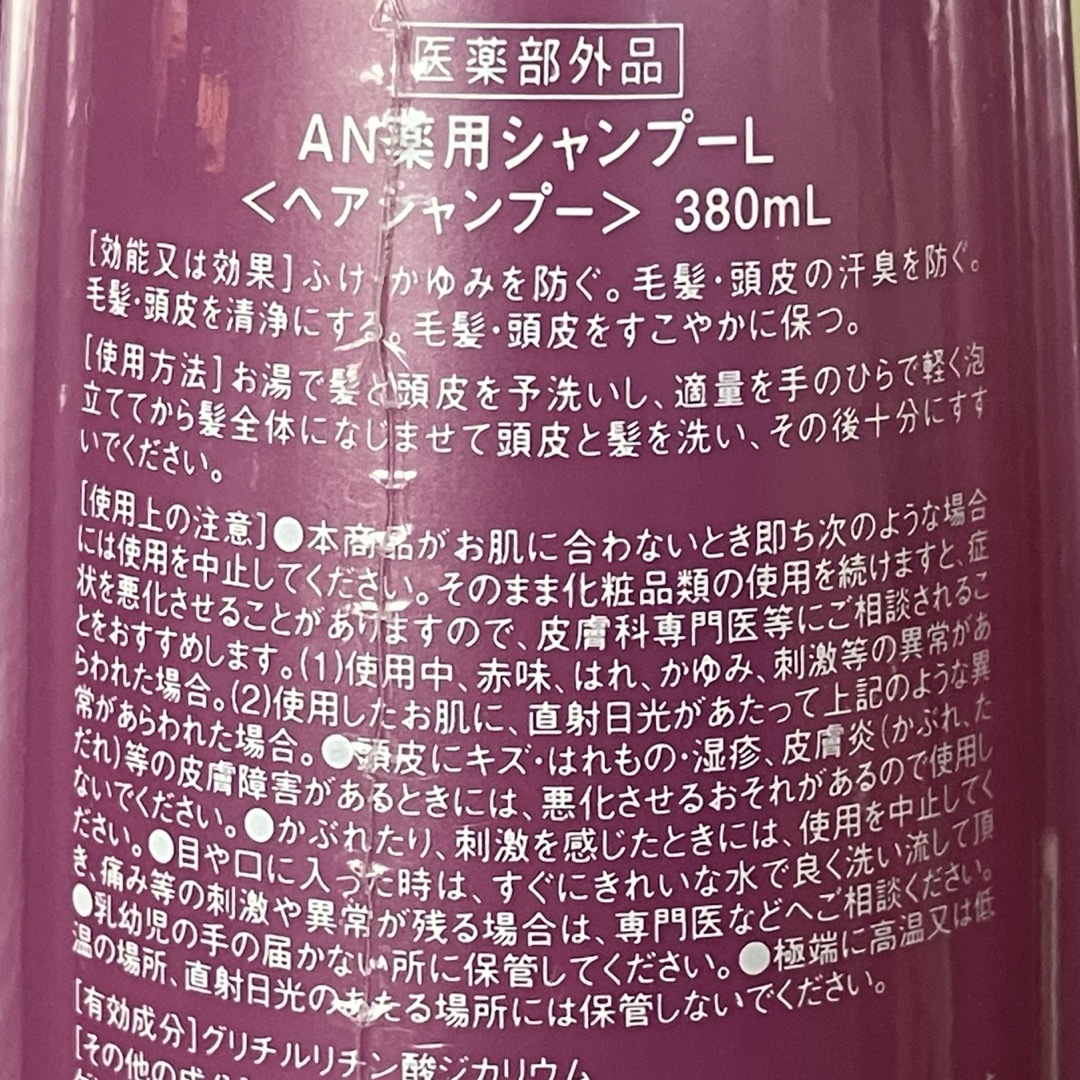 医薬部外品
AN薬用シャンプーL
<ヘアシャンプー> 380mL
[効能又は効果]ふけ かゆみを防ぐ。毛髪・頭皮の汗臭を防ぐ。
毛髪・頭皮を清浄にする。毛髪・頭皮をすこやかに保つ。
[使用方法]お湯で髪と頭皮を予洗いし、適量を手のひらで軽く泡
立ててから髪全体になじませて頭皮と髪を洗い、その後十分にすす
いでください。
[使用上の注意]●本商品がお肌に合わないとき即ち次のような場合
には使用を中止してください。そのまま化粧品類の使用を続けますと、症
状を悪化させることがありますので、皮膚科専門医等にご相談されるこ
とをおすすめします。(1)使用中、赤味、はれ、かゆみ、刺激等の異常があ
らわれた場合。(2)使用したお肌に、直射日光があたって上記のような異
常があらわれた場合。●頭皮にキズ・はれもの・湿疹、皮膚炎(かぶれ、た
だれ)等の皮膚障害があるときには、悪化させるおそれがあるので使用し
ないでください。●かぶれたり、刺激を感じたときには、使用を中止してく
ださい。●目や口に入った時は、すぐにきれいな水で良く洗い流して頂
き、痛み等の刺激や異常が残る場合は、専門医などへご相談ください。
●乳幼児の手の届かない所に保管してください。●極端に高温又は低
温の場所、直射日光のあたる場所には保管しないでください。
[有効成分]グリチルリチン酸ジカリウム
[その他の成分